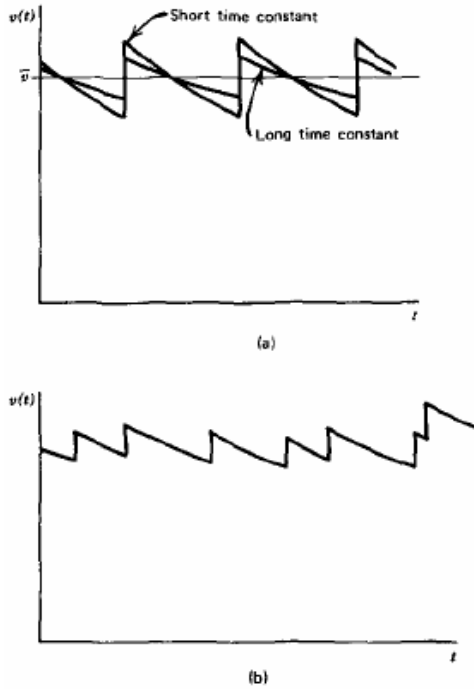 v(t)
Short time constant
v̄
Long time constant
t
(a)
v(t)
t
(b)